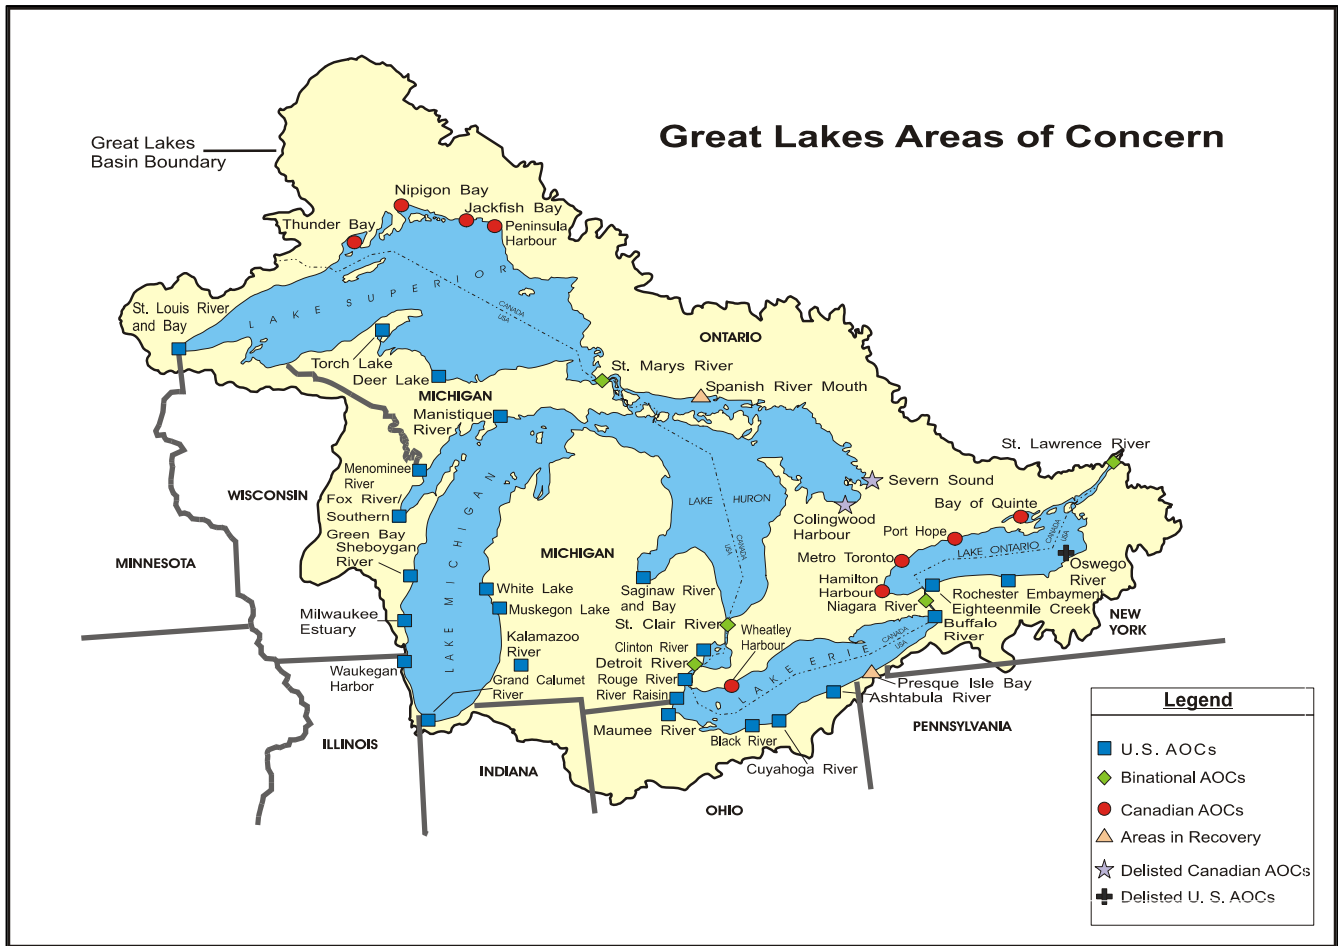 Great Lakes Areas of Concern
Great Lakes
Basin Boundary
Nipigon Bay
Jackfish Bay
Thunder Bay
Peninsula
Harbour
St. Louis River
and Bay
LAKE SUPERIOR
CANADA
USA
ONTARIO
Torch Lake
Deer Lake
St. Marys River
Spanish River Mouth
MICHIGAN
Manistique
River
St. Lawrence River
Menominee
River
Severn Sound
WISCONSIN
Fox River/
Southern
Green Bay
LAKE MICHIGAN
LAKE HURON
CANADA
USA
Colingwood
Harbour
Bay of Quinte
Port Hope
CANADA
USA
LAKE ONTARIO
Sheboygan
River
MICHIGAN
MINNESOTA
Metro Toronto
Oswego
River
White Lake
Saginaw River
and Bay
Hamilton
Harbour
Rochester Embayment
Muskegon Lake
Niagara River
Eighteenmile Creek
Milwaukee
Estuary
St. Clair River
Buffalo
River
NEW
YORK
Kalamazoo
River
Clinton River
Wheatley
Harbour
LAKE ERIE
CANADA
USA
Waukegan
Harbor
Detroit River
Grand Calumet
River
Rouge River
Presque Isle Bay
River Raisin
Ashtabula River
Maumee River
Black River
PENNSYLVANIA
ILLINOIS
Cuyahoga River
INDIANA
OHIO
Legend
U.S. AOCs
Binational AOCs
Canadian AOCs
Areas in Recovery
Delisted Canadian AOCs
Delisted U. S. AOCs